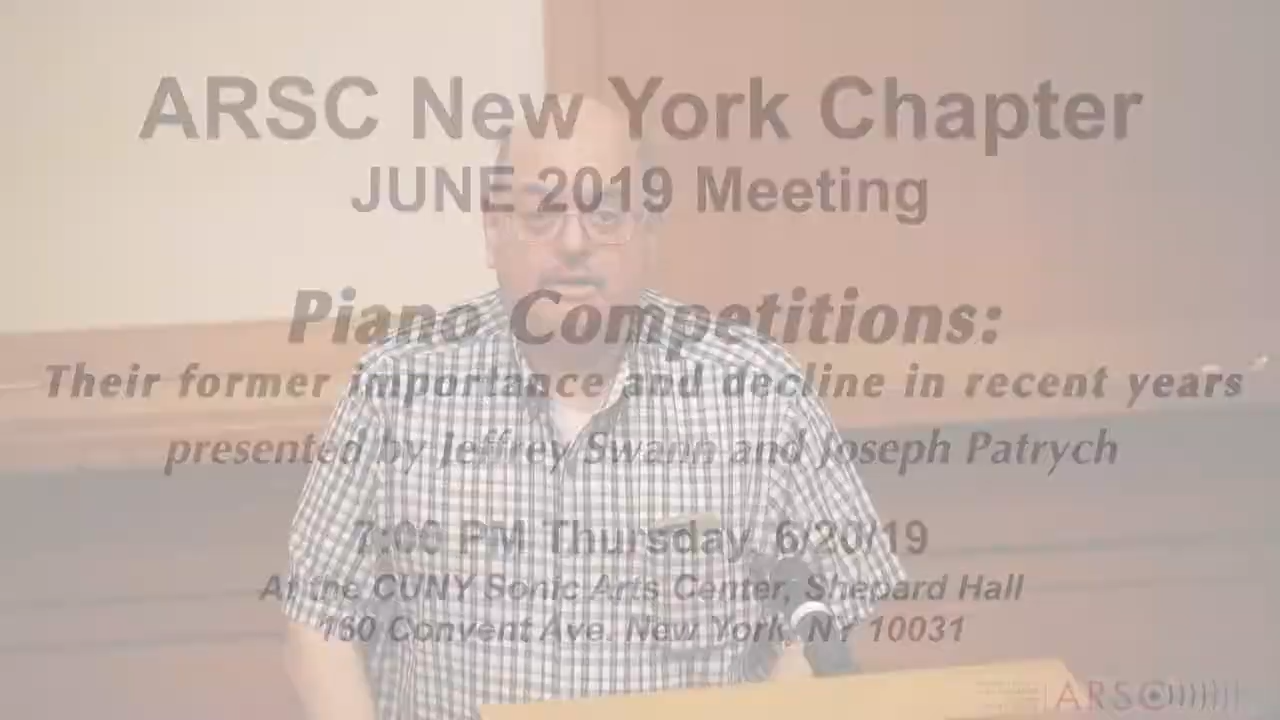 ARSC New York Chapter
JUNE 2019 Meeting
Piano Competitions:
Their former importance and decline in recent years
presented by Jeffrey Swann and Joseph Patrych
7:00 PM Thursday, 6/20/19
At the CUNY Sonic Arts Center, Shepard Hall
160 Convent Ave. New York, NY 10031
ARSC